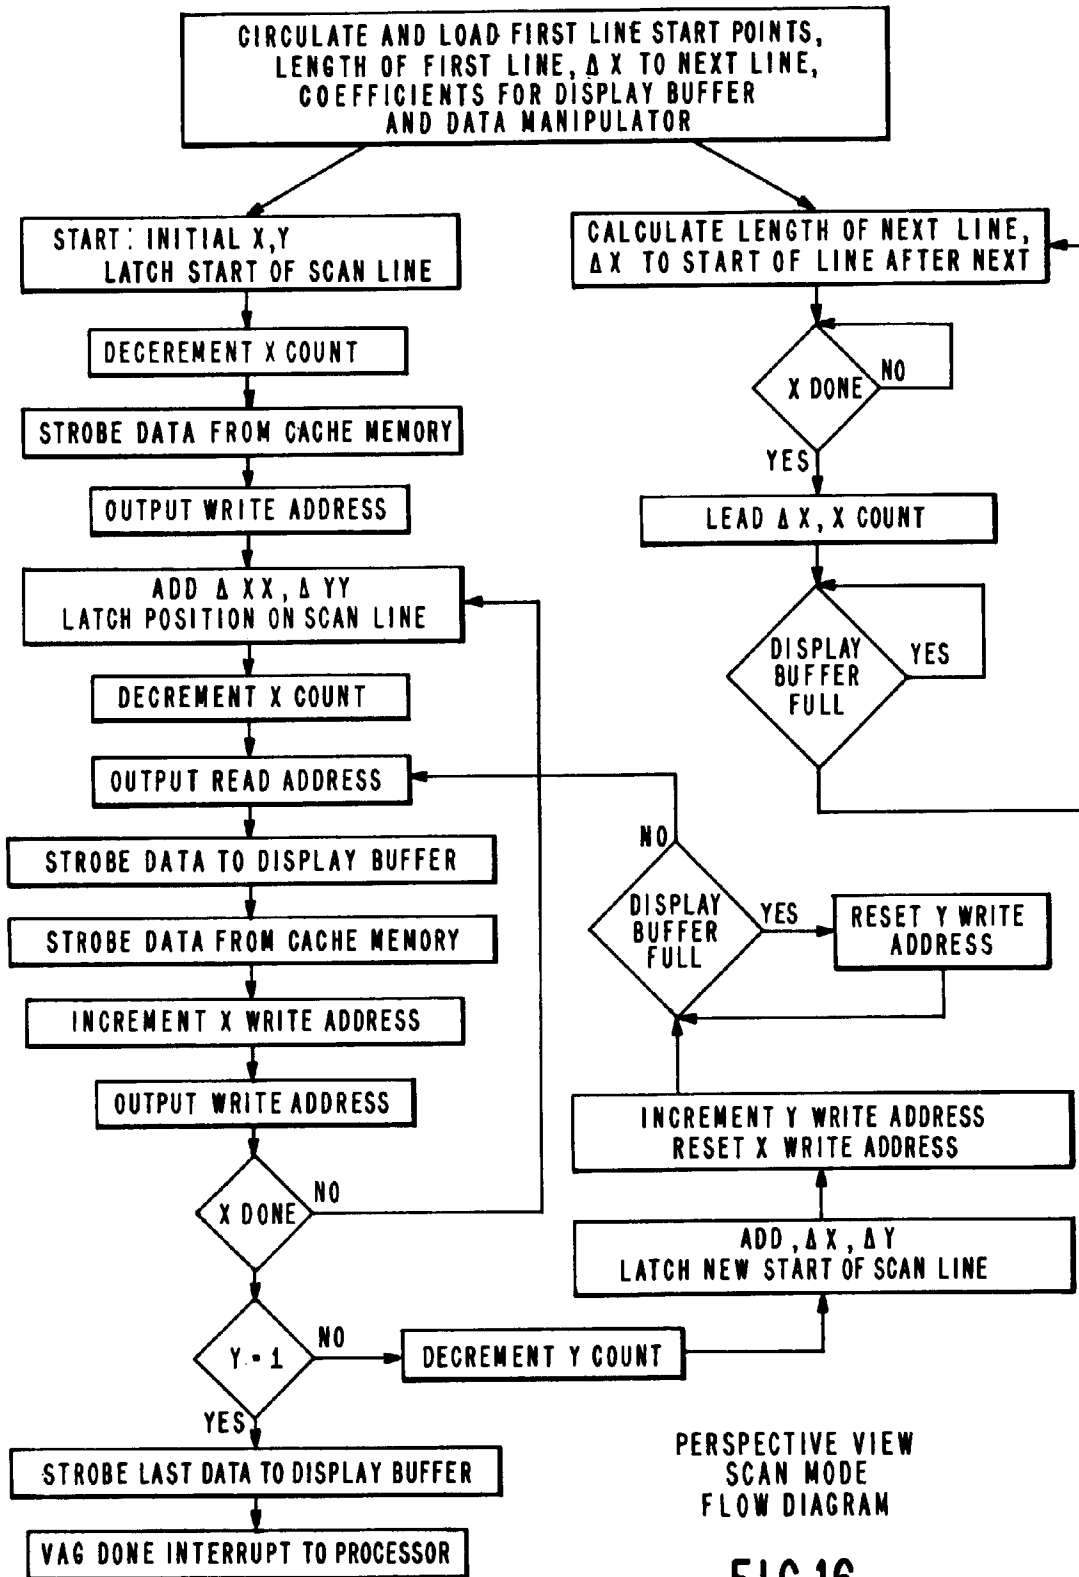 CIRCULATE AND LOAD FIRST LINE START POINTS,
LENGTH OF FIRST LINE, Δ X TO NEXT LINE,
COEFFICIENTS FOR DISPLAY BUFFER
AND DATA MANIPULATOR
START: INITIAL X,Y
LATCH START OF SCAN LINE
DECEREMENT X COUNT
STROBE DATA FROM CACHE MEMORY
OUTPUT WRITE ADDRESS
ADD Δ XX, Δ YY
LATCH POSITION ON SCAN LINE
DECREMENT X COUNT
OUTPUT READ ADDRESS
STROBE DATA TO DISPLAY BUFFER
STROBE DATA FROM CACHE MEMORY
INCREMENT X WRITE ADDRESS
OUTPUT WRITE ADDRESS
X DONE
NO
Y = 1
NO
YES
STROBE LAST DATA TO DISPLAY BUFFER
VAG DONE INTERRUPT TO PROCESSOR
CALCULATE LENGTH OF NEXT LINE,
ΔX TO START OF LINE AFTER NEXT
X DONE
NO
YES
LEAD Δ X, X COUNT
DISPLAY
BUFFER
FULL
YES
NO
DISPLAY
BUFFER
FULL
YES
RESET Y WRITE
ADDRESS
INCREMENT Y WRITE ADDRESS
RESET X WRITE ADDRESS
ADD , Δ X, Δ Y
LATCH NEW START OF SCAN LINE
DECREMENT Y COUNT
PERSPECTIVE VIEW
SCAN MODE
FLOW DIAGRAM
FIG.16